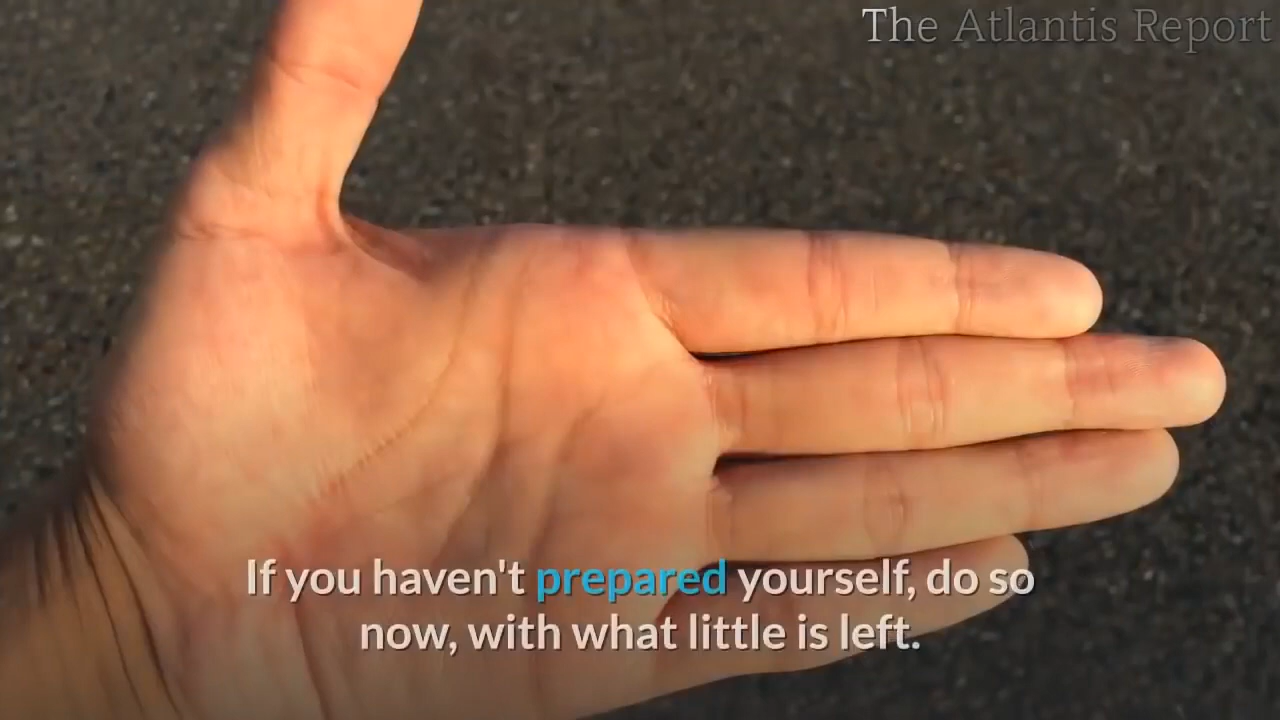 The Atlantis Report
If you haven't prepared yourself, do so
now, with what little is left.